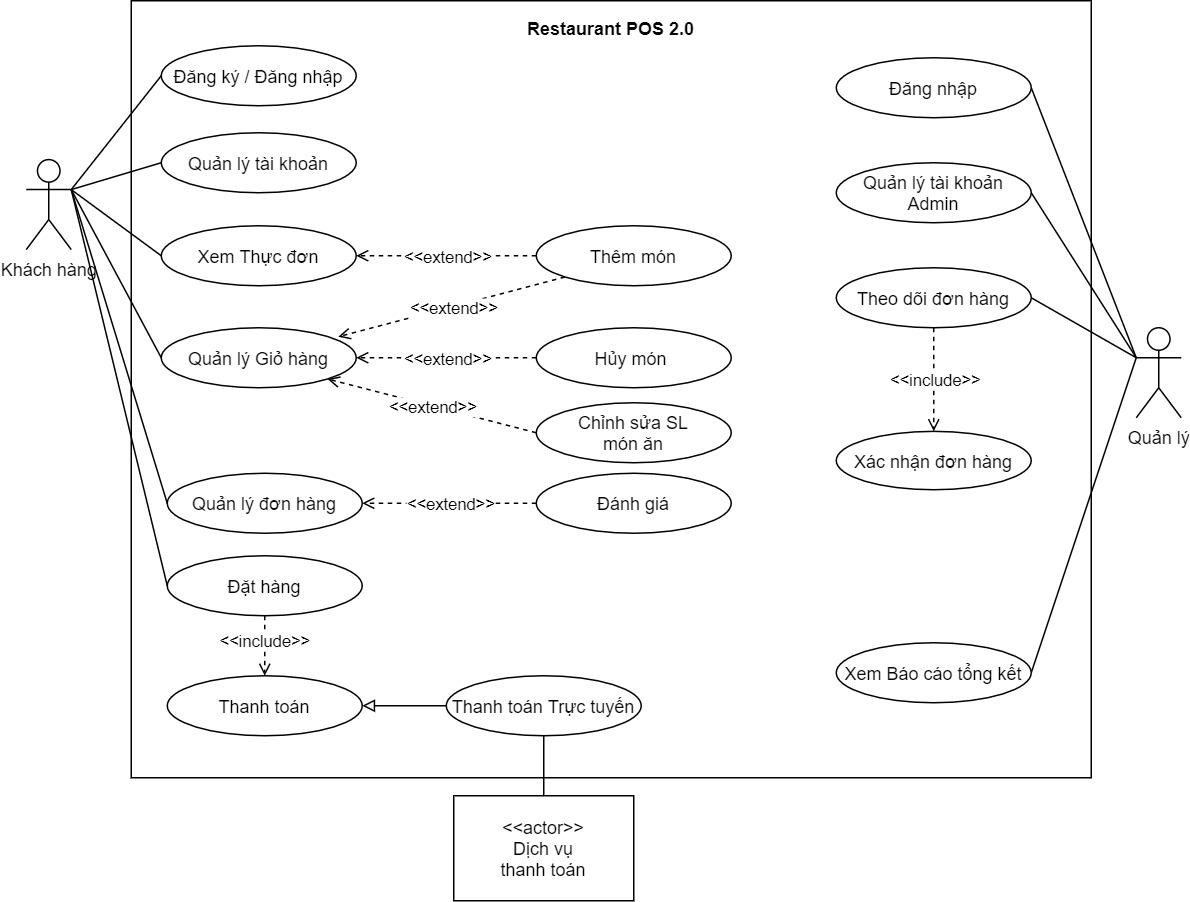 Restaurant POS 2.0
Đăng ký / Đăng nhập
Đăng nhập
Quản lý tài khoản
Quản lý tài khoản
Admin
Khách hàng
Xem Thực đơn
<<extend>>
Thêm món
Theo dõi đơn hàng
<<extend>>
Quản lý Giỏ hàng
<<extend>>
Hủy món
<<include>>
<<extend>>
Chỉnh sửa SL
món ăn
Quản lý
Xác nhận đơn hàng
Quản lý đơn hàng
<<extend>>
Đánh giá
Đặt hàng
<<include>>
Xem Báo cáo tổng kết
Thanh toán
Thanh toán Trực tuyến
<<actor>>
Dịch vụ
thanh toán